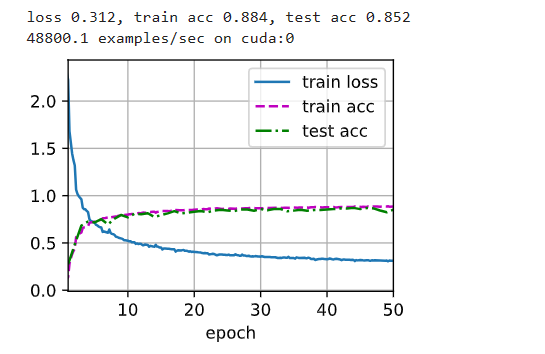 loss 0.312, train acc 0.884, test acc 0.852
48800.1 examples/sec on cuda:0
train loss
train acc
test acc
2.0
1.5
1.0
0.5
0.0
10 20 30 40 50
epoch